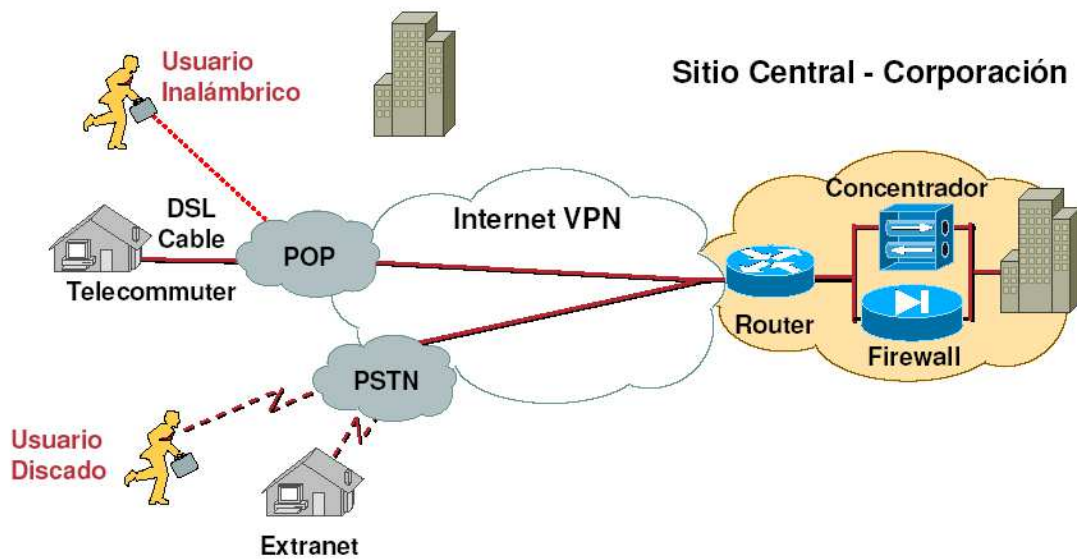 Usuario
Inalámbrico
Sitio Central - Corporación
Concentrador
DSL
Cable
Internet VPN
POP
Telecommuter
Router
Firewall
PSTN
Usuario
Discado
Extranet